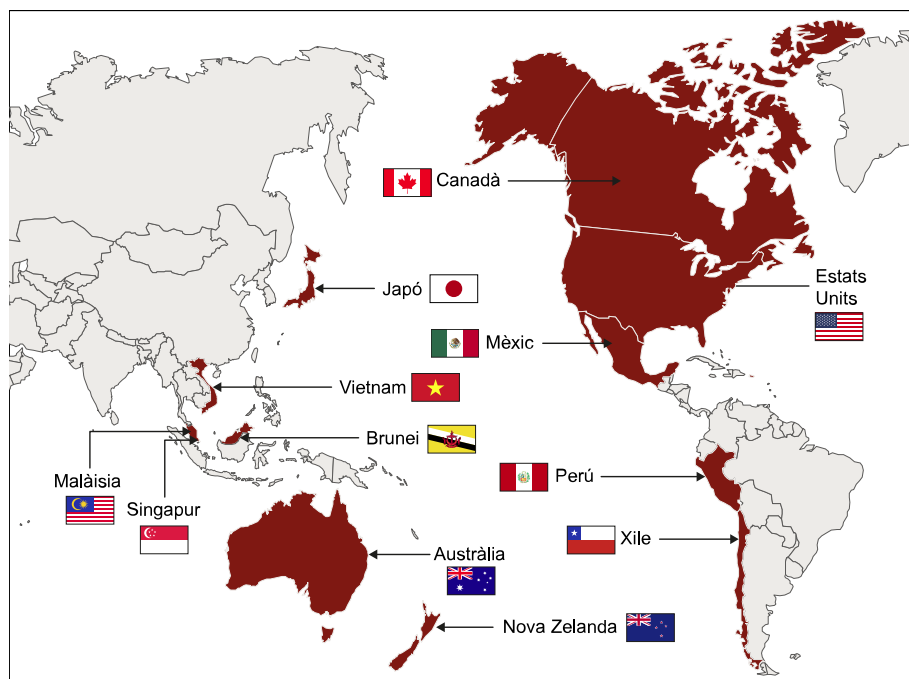 Canadà
Japó
Estats
Units
Mèxic
Vietnam
Brunei
Malàisia
Singapur
Perú
Xile
Austràlia
Nova Zelanda